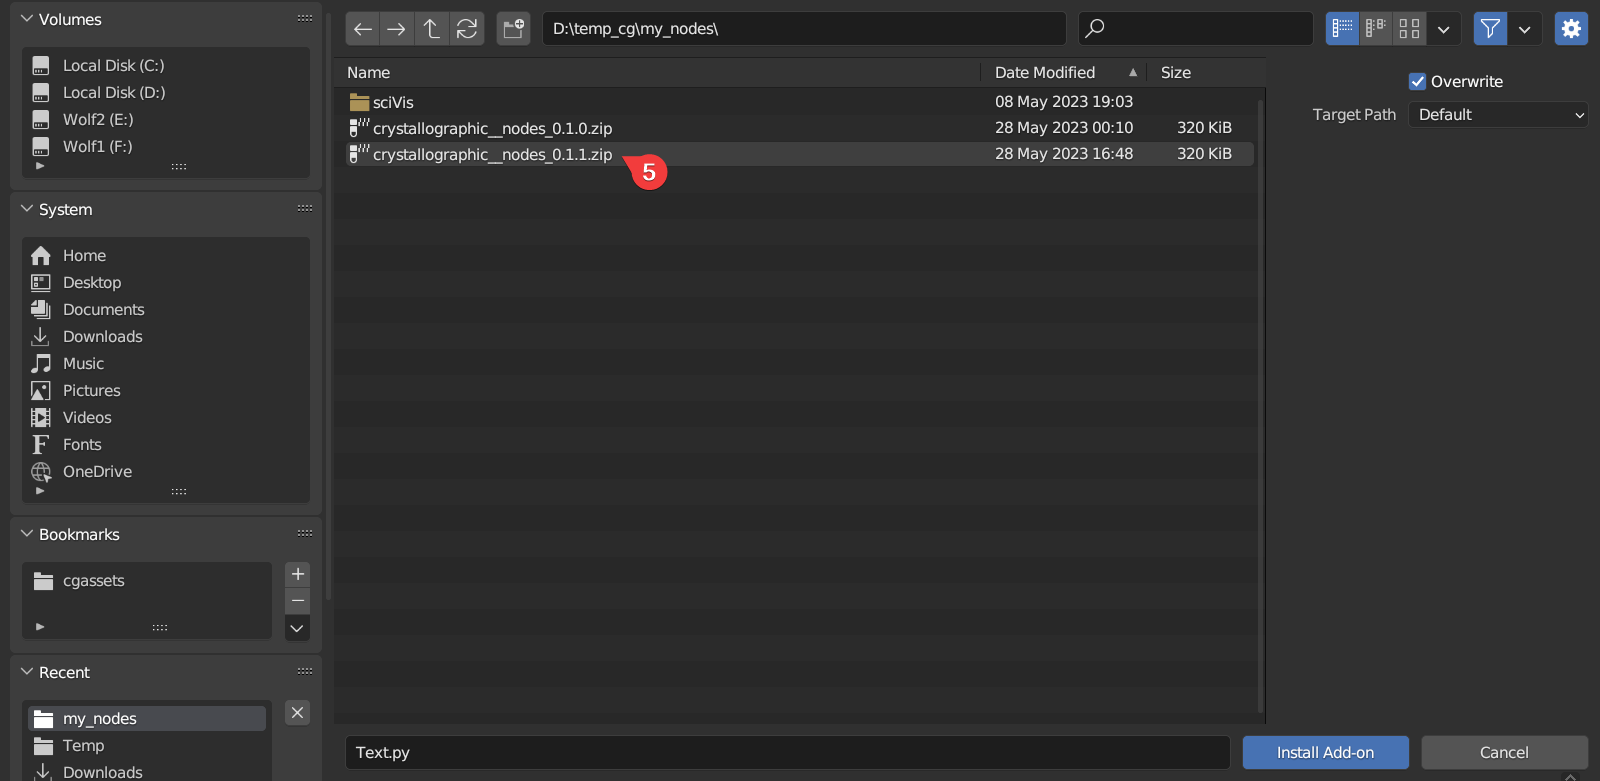 Volumes
Local Disk (C:)
Local Disk (D:)
Wolf2 (E:)
Wolf1 (F:)
System
Home
Desktop
Documents
Downloads
Music
Pictures
Videos
Fonts
OneDrive
Bookmarks
cgassets
Recent
my_nodes
Temp
Downloads
D:\temp_cg\my_nodes\
Name Date Modified Size
sciVis 08 May 2023 19:03
crystallographic__nodes_0.1.0.zip 28 May 2023 00:10 320 KiB
crystallographic__nodes_0.1.1.zip 28 May 2023 16:48 320 KiB
5
Overwrite
Target Path Default
Text.py
Install Add-on
Cancel